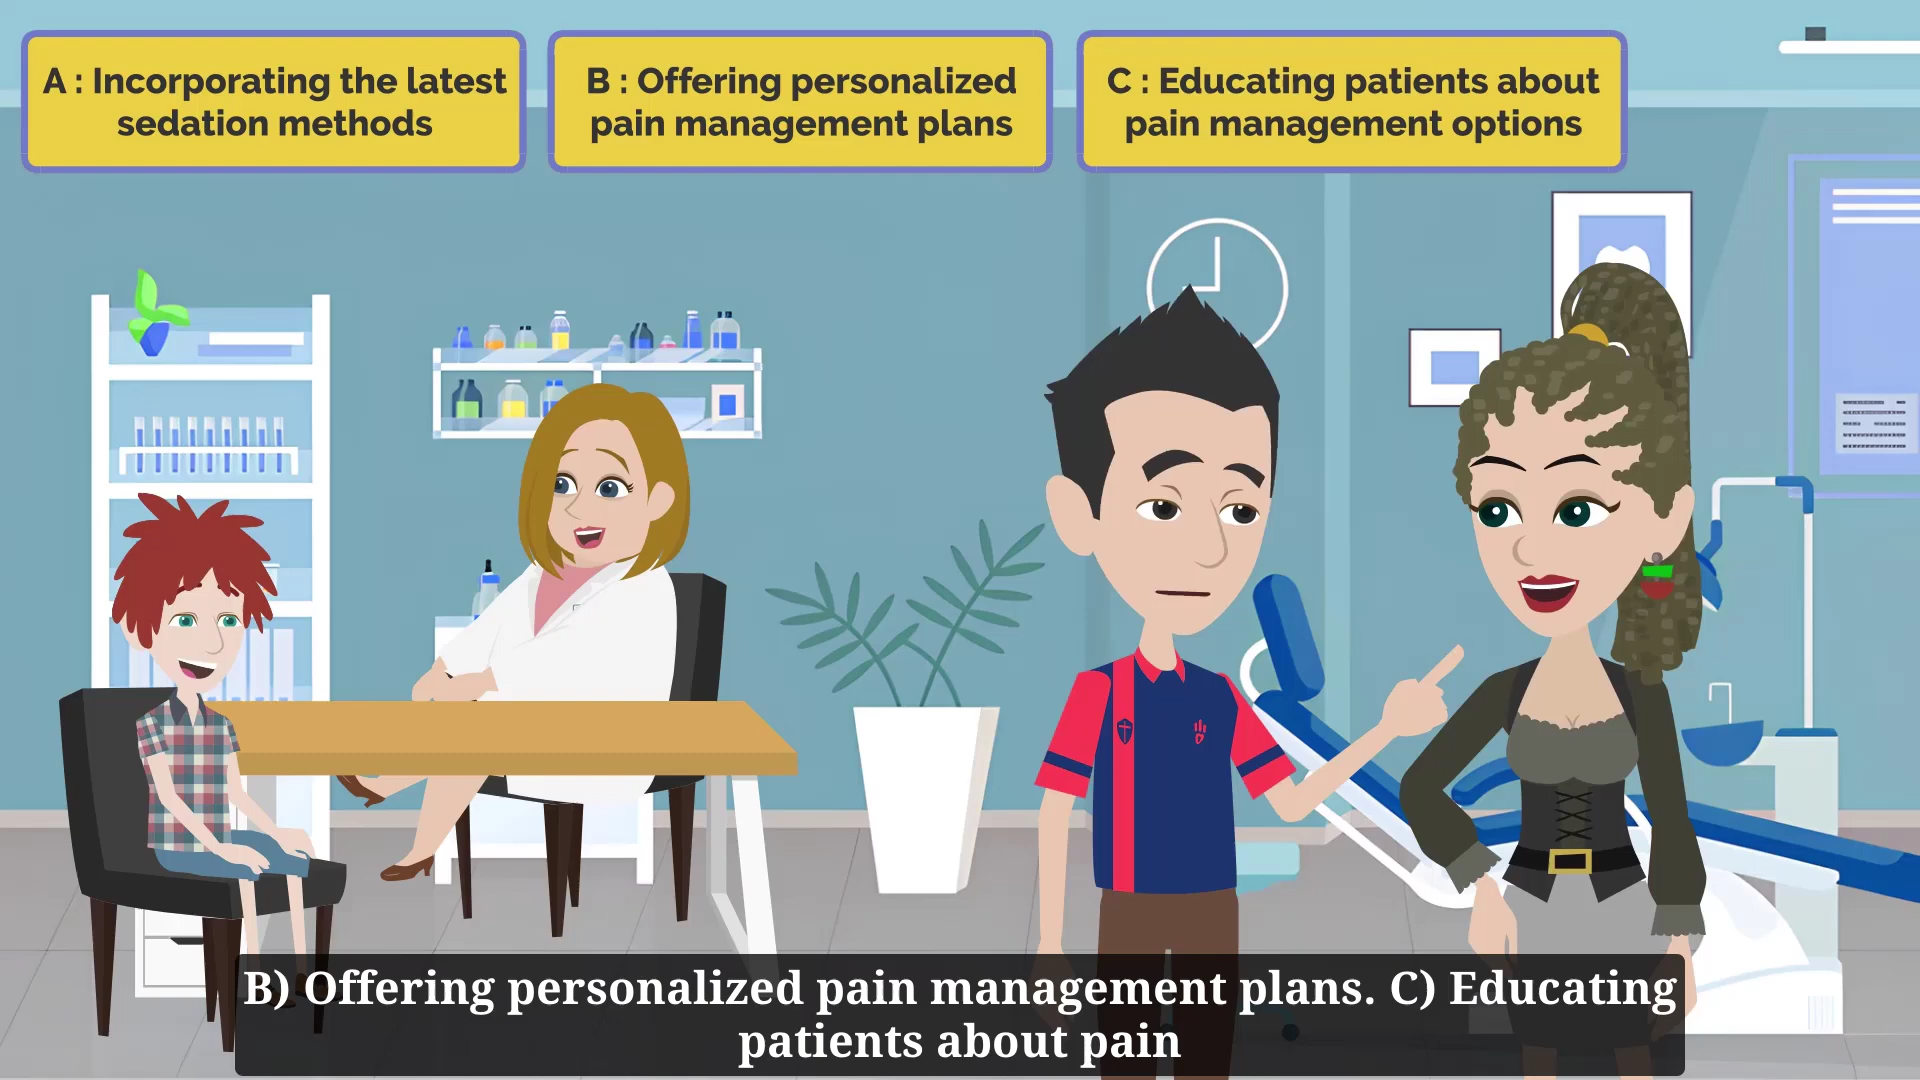 A : Incorporating the latest
sedation methods
B : Offering personalized
pain management plans
C : Educating patients about
pain management options
B) Offering personalized pain management plans. C) Educating
patients about pain